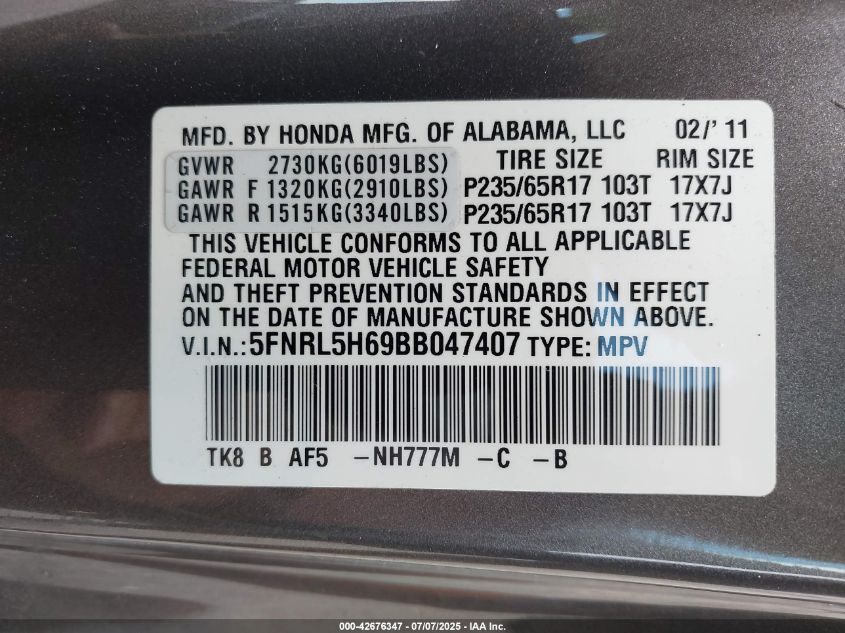 MFD. BY HONDA MFG. OF ALABAMA, LLC 02/' 11
GVWR 2730KG(6019LBS) TIRE SIZE RIM SIZE
GAWR F 1320KG(2910LBS) P235/65R17 103T 17X7J
GAWR R 1515KG(3340LBS) P235/65R17 103T 17X7J
THIS VEHICLE CONFORMS TO ALL APPLICABLE
FEDERAL MOTOR VEHICLE SAFETY
AND THEFT PREVENTION STANDARDS IN EFFECT
ON THE DATE OF MANUFACTURE SHOWN ABOVE.
V.I.N.:5FNRL5H69BB047407 TYPE: MPV
TK8 B AF5 -NH777M -C -B
000-42676347 - 07/07/2025 - IAA Inc.